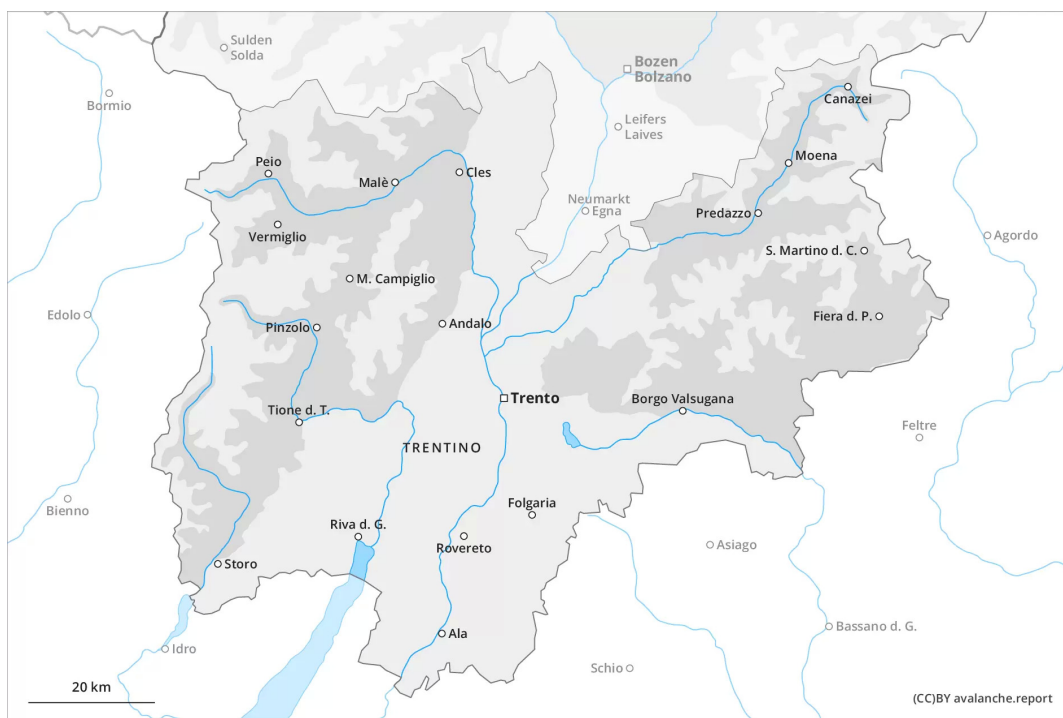 Sulden
Solda
Bozen
Bolzano
Bormio
Canazei
Leifers
Laives
Moena
Peio
Malè
Cles
Neumarkt
Egna
Predazzo
Vermiglio
Agordo
S. Martino d. C.
M. Campiglio
Edolo
Pinzolo
Andalo
Fiera d. P.
Trento
Borgo Valsugana
Tione d. T.
Feltre
TRENTINO
Bienno
Folgaria
Riva d. G.
Rovereto
Asiago
Storo
Ala
Bassano d. G.
Idro
Schio
20 km
(CC)BY avalanche.report